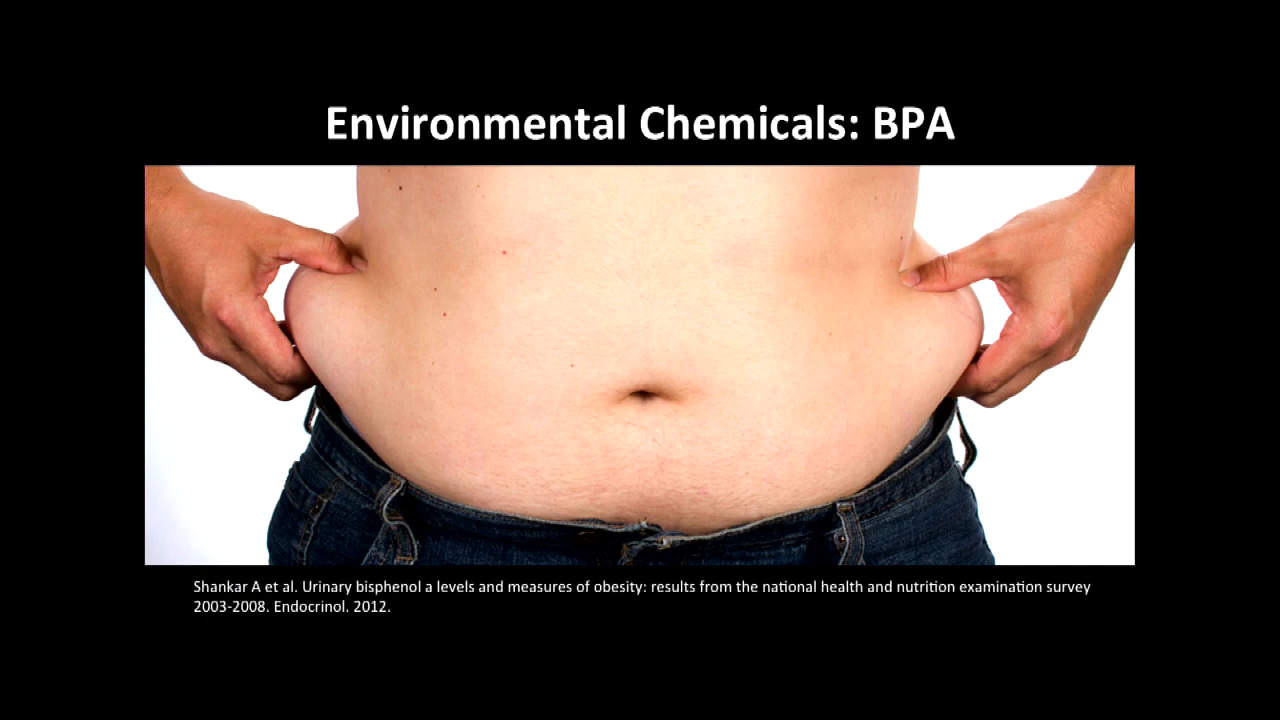 Environmental Chemicals: BPA
Shankar A et al. Urinary bisphenol a levels and measures of obesity: results from the national health and nutrition examination survey
2003-2008. Endocrinol. 2012.